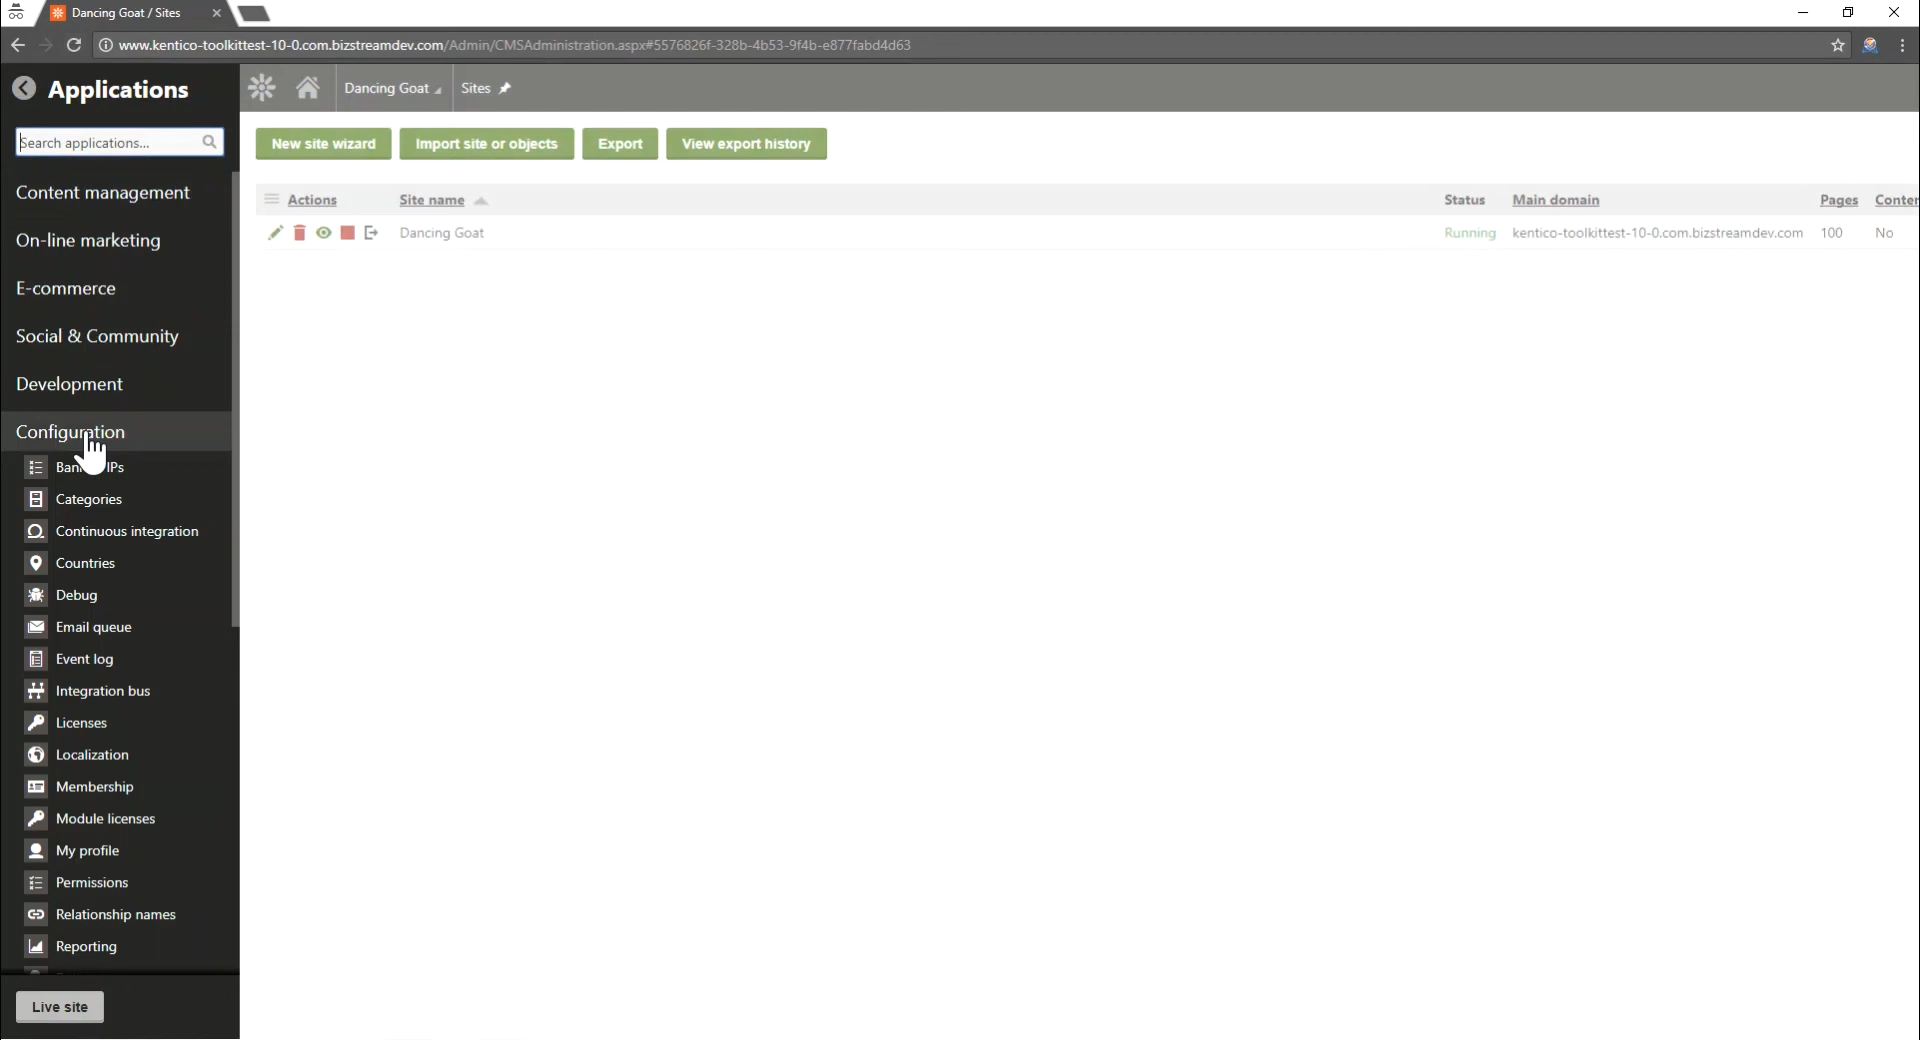 Dancing Goat / Sites
www.kentico-toolkittest-10-0.com.bizstreamdev.com/Admin/CMSAdministration.aspx#5576826f-328b-4b53-9f4b-e877fabd4d63
Applications
Dancing Goat
Sites
Search applications...
New site wizard
Import site or objects
Export
View export history
Actions
Site name
Status
Main domain
Pages
Conter
Dancing Goat
Running
kentico-toolkittest-10-0.com.bizstreamdev.com
100
No
Content management
On-line marketing
E-commerce
Social & Community
Development
Configuration
IPs
Categories
Continuous integration
Countries
Debug
Email queue
Event log
Integration bus
Licenses
Localization
Membership
Module licenses
My profile
Permissions
Relationship names
Reporting
Live site